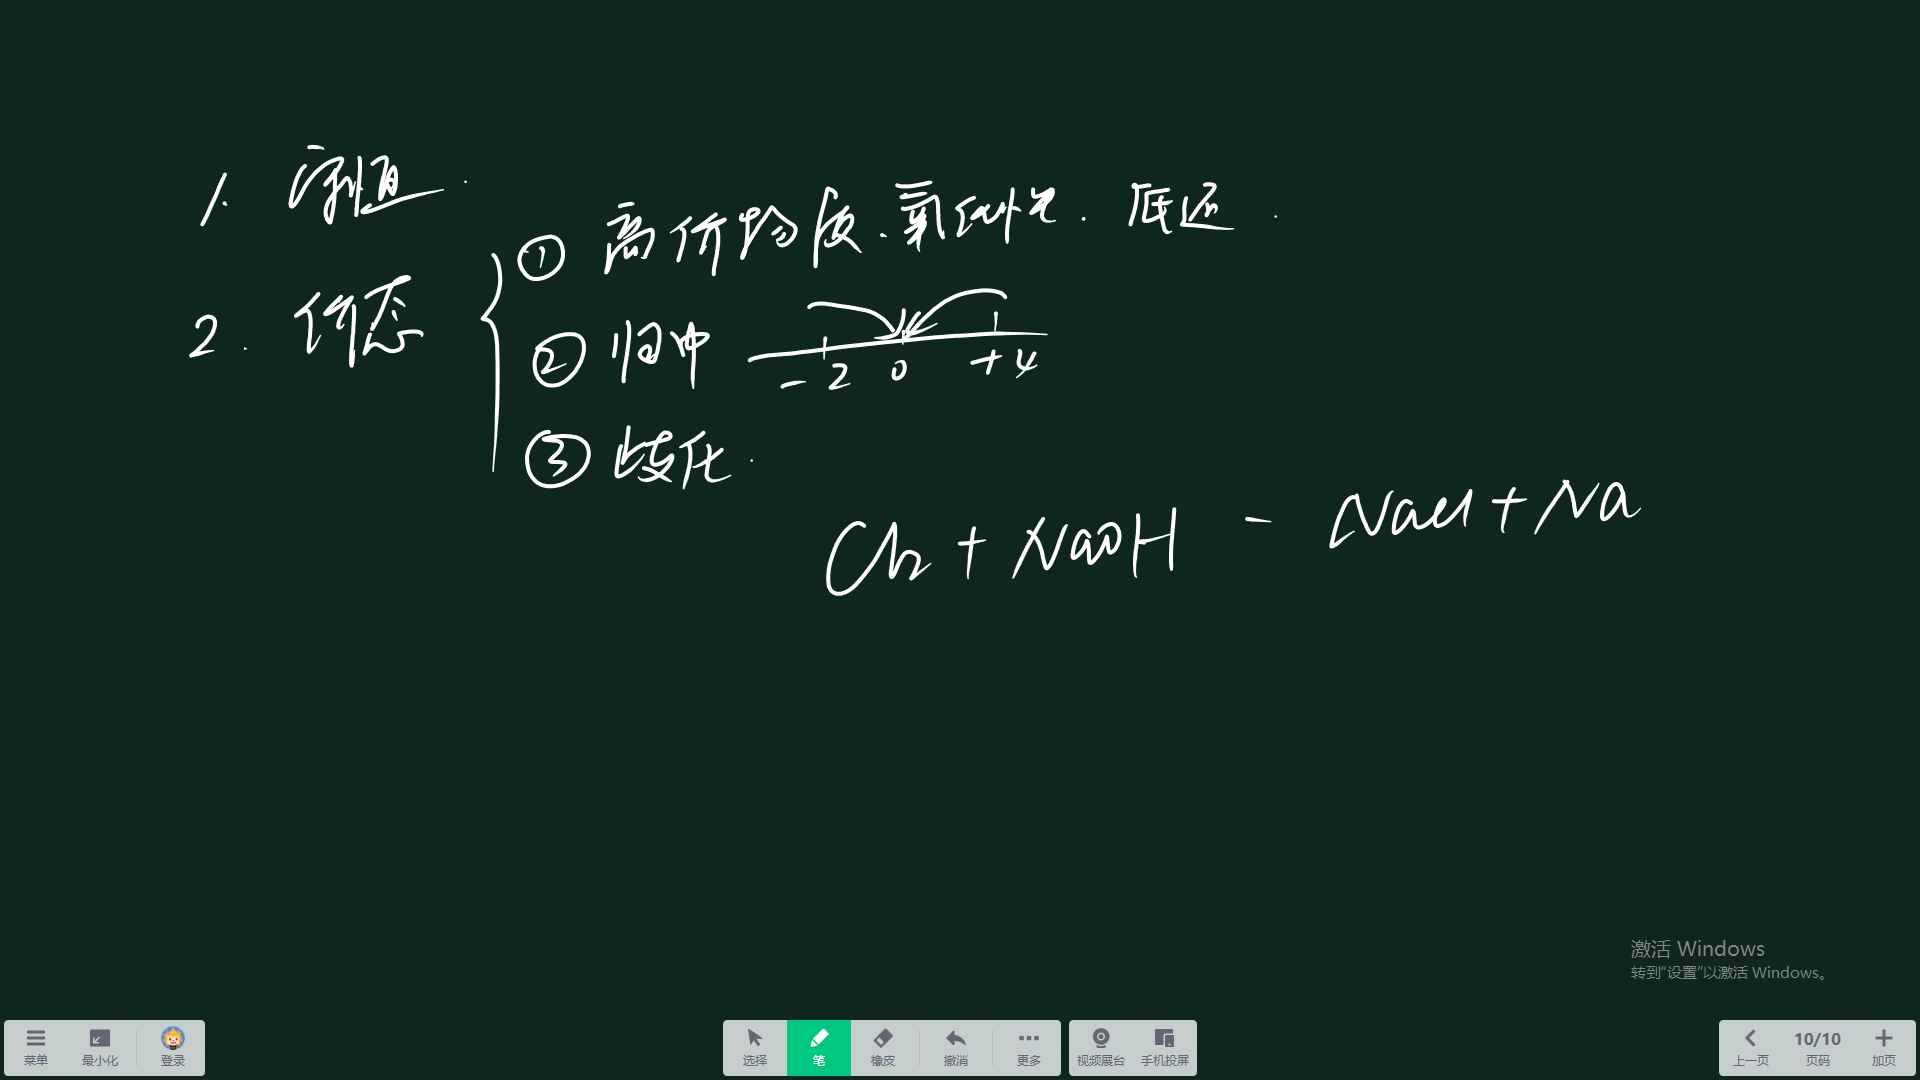 1. 守恒.
2. 价态
① 高价物质.氧化性.低还.
② 归中
-2 0 +4
③ 歧化.
Cl2 + NaOH - NaCl + Na
激活 Windows
转到"设置"以激活 Windows。
菜单 最小化 登录 选择 笔 橡皮 撤消 更多 视频展台 手机投屏 上一页 10/10 页码 加页